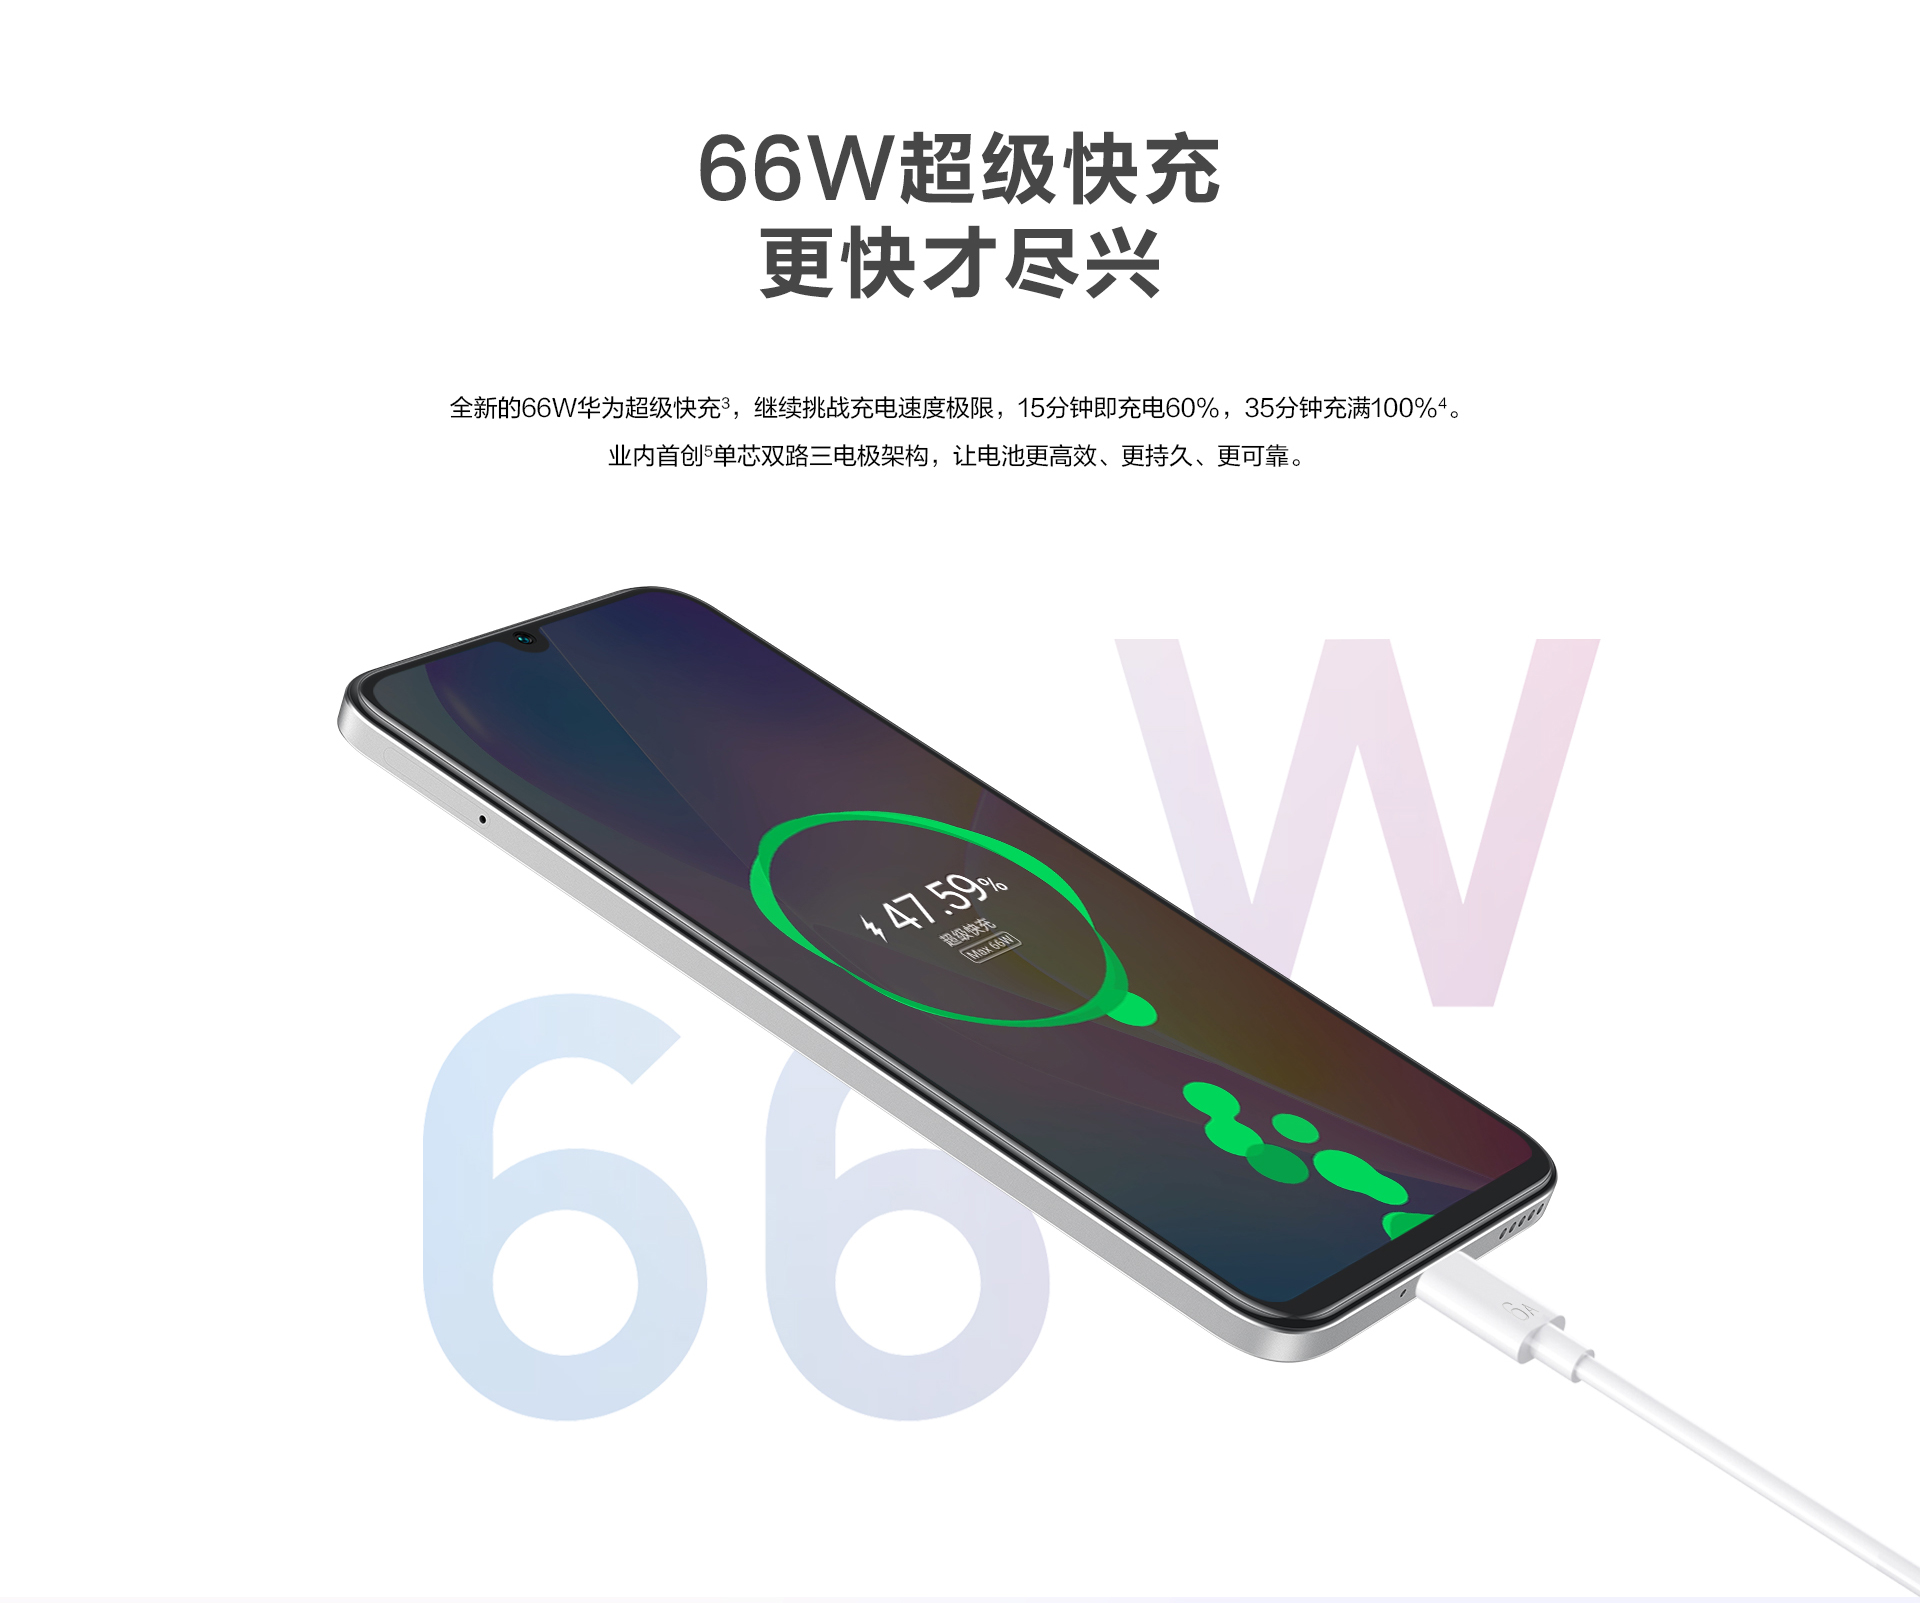 66W超级快充
更快才尽兴
全新的66W华为超级快充³，继续挑战充电速度极限，15分钟即充电60%，35分钟充满100%⁴。
业内首创⁵单芯双路三电极架构，让电池更高效、更持久、更可靠。
W
47.59%
超级快充
Max 66W
66
6A